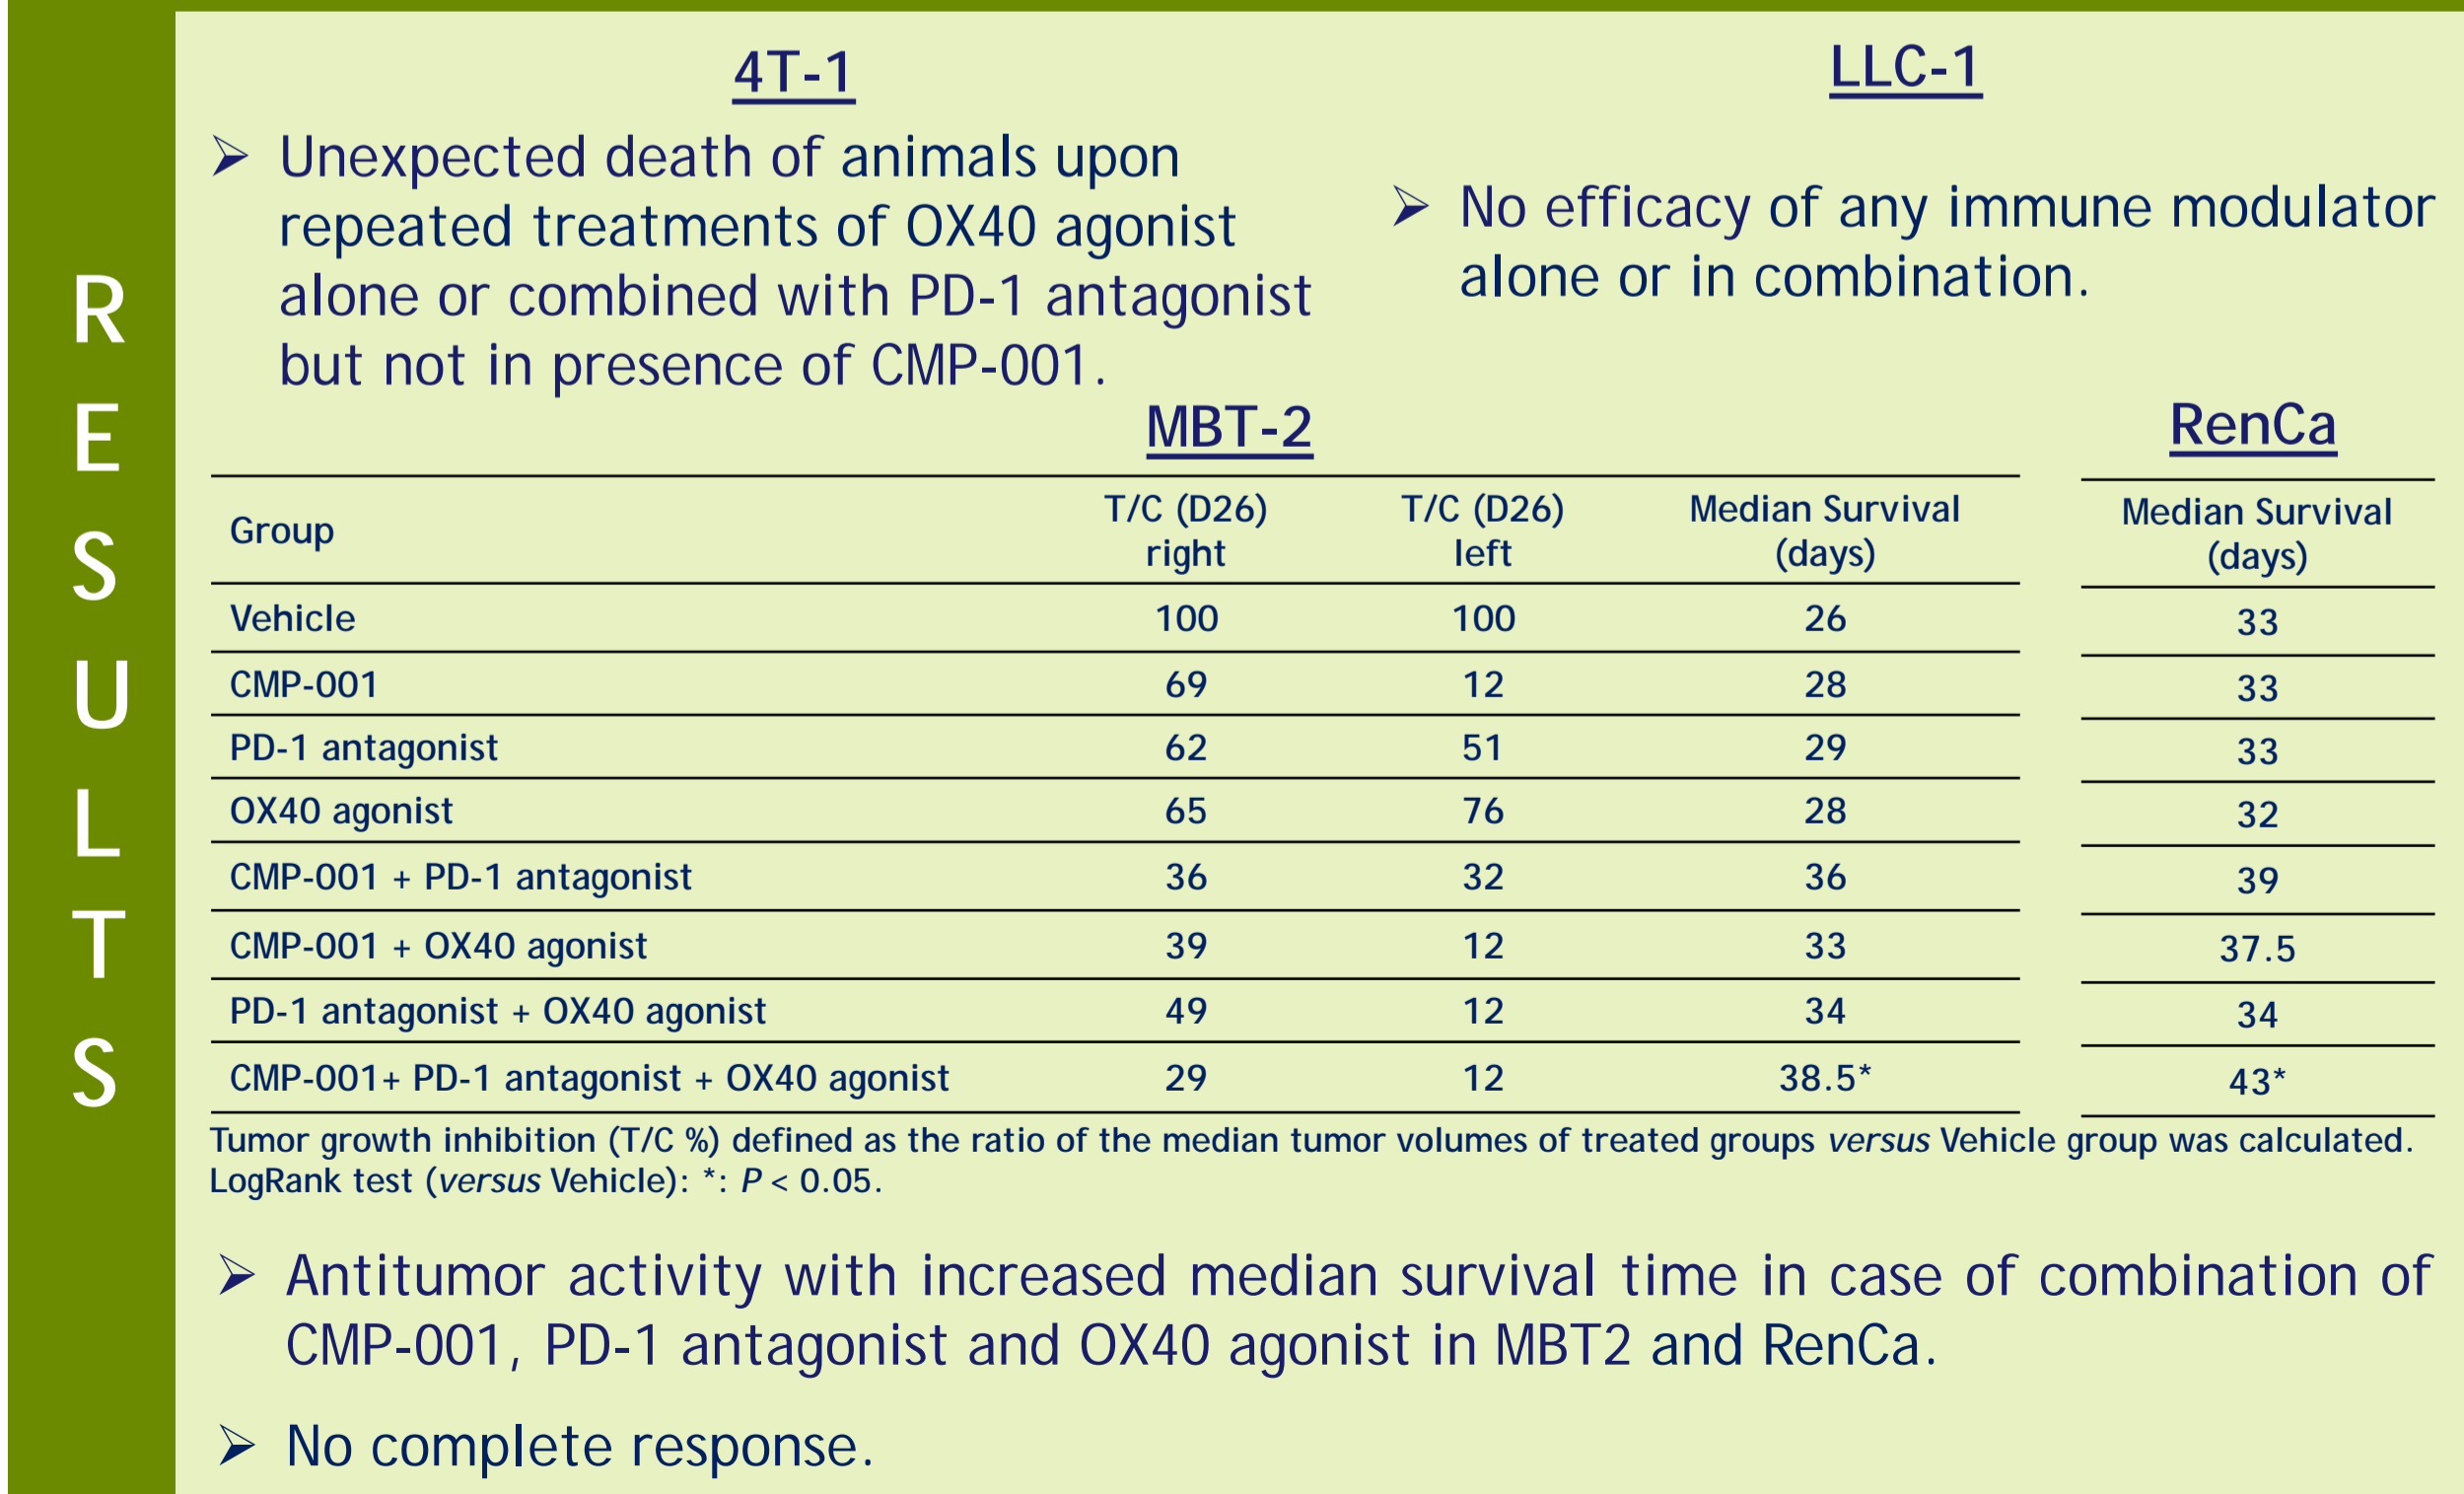 RESULTS
4T-1
➢ Unexpected death of animals upon
repeated treatments of OX40 agonist
alone or combined with PD-1 antagonist
but not in presence of CMP-001.
LLC-1
➢ No efficacy of any immune modulator
alone or in combination.
MBT-2
Group T/C (D26) right T/C (D26) left Median Survival (days)
Vehicle 100 100 26
CMP-001 69 12 28
PD-1 antagonist 62 51 29
OX40 agonist 65 76 28
CMP-001 + PD-1 antagonist 36 32 36
CMP-001 + OX40 agonist 39 12 33
PD-1 antagonist + OX40 agonist 49 12 34
CMP-001+ PD-1 antagonist + OX40 agonist 29 12 38.5*
RenCa
Median Survival
(days)
33
33
33
32
39
37.5
34
43*
Tumor growth inhibition (T/C %) defined as the ratio of the median tumor volumes of treated groups versus Vehicle group was calculated.
LogRank test (versus Vehicle): *: P < 0.05.
➢ Antitumor activity with increased median survival time in case of combination of
CMP-001, PD-1 antagonist and OX40 agonist in MBT2 and RenCa.
➢ No complete response.